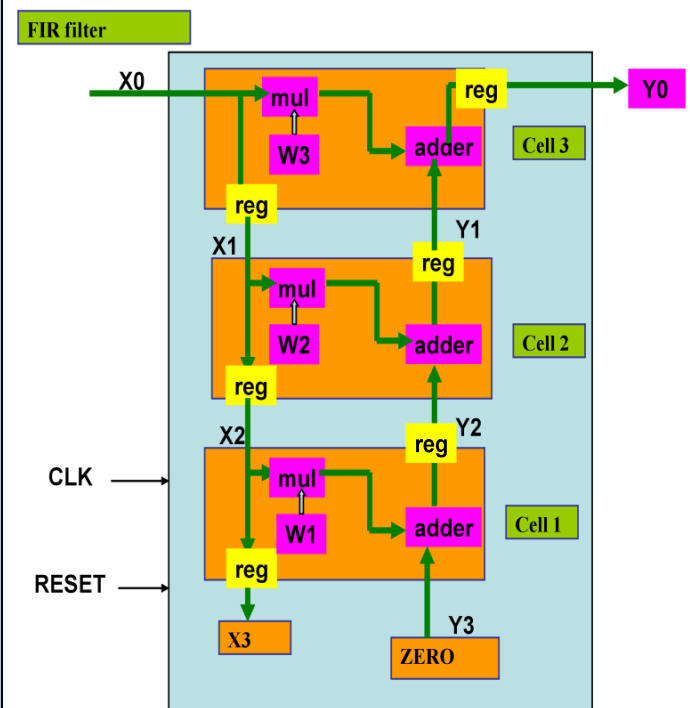 FIR filter
X0
mul
reg
Y0
W3
adder
Cell 3
reg
Y1
X1
reg
mul
W2
adder
Cell 2
reg
X2
Y2
reg
CLK
mul
W1
adder
Cell 1
reg
RESET
X3
Y3
ZERO